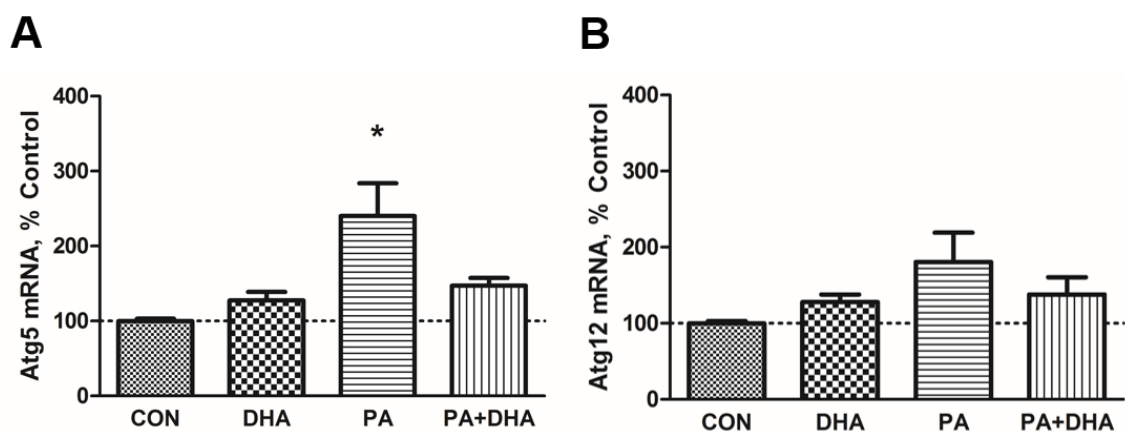 A
Atg5 mRNA, % Control
400
300
200
100
0
*
CON DHA PA PA+DHA
B
Atg12 mRNA, % Control
400
300
200
100
0
CON DHA PA PA+DHA